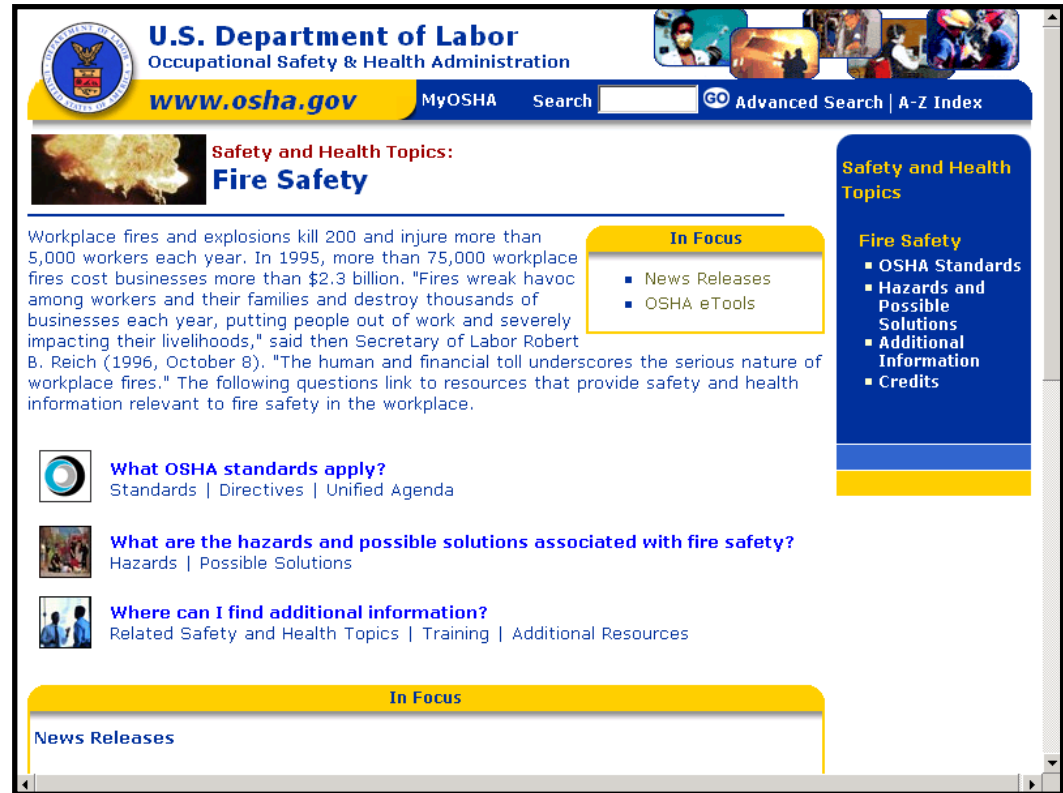 U.S. Department of Labor
Occupational Safety & Health Administration
www.osha.gov
MyOSHA Search GO Advanced Search | A-Z Index
Safety and Health Topics:
Fire Safety
Workplace fires and explosions kill 200 and injure more than
5,000 workers each year. In 1995, more than 75,000 workplace
fires cost businesses more than $2.3 billion. "Fires wreak havoc
among workers and their families and destroy thousands of
businesses each year, putting people out of work and severely
impacting their livelihoods," said then Secretary of Labor Robert
B. Reich (1996, October 8). "The human and financial toll underscores the serious nature of
workplace fires." The following questions link to resources that provide safety and health
information relevant to fire safety in the workplace.
In Focus
News Releases
OSHA eTools
What OSHA standards apply?
Standards | Directives | Unified Agenda
What are the hazards and possible solutions associated with fire safety?
Hazards | Possible Solutions
Where can I find additional information?
Related Safety and Health Topics | Training | Additional Resources
In Focus
News Releases
Safety and Health
Topics
Fire Safety
OSHA Standards
Hazards and
Possible
Solutions
Additional
Information
Credits